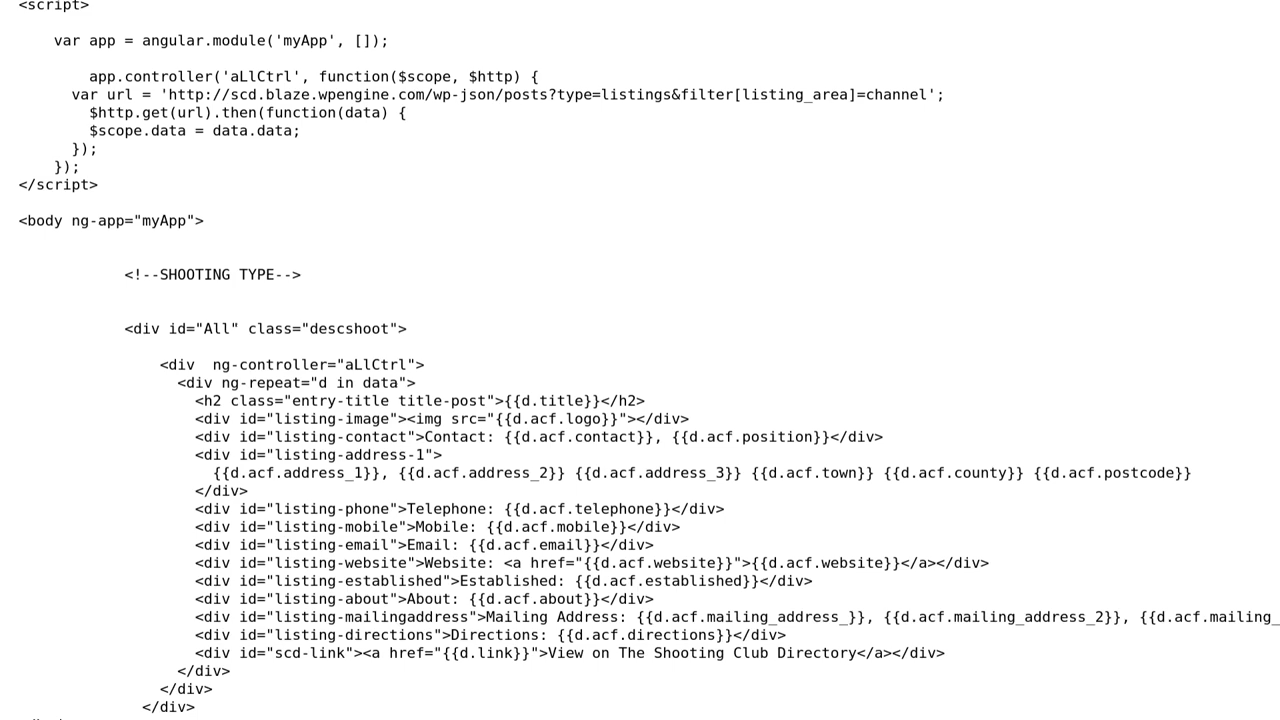 <script>
var app = angular.module('myApp', []);
app.controller('aLlCtrl', function($scope, $http) {
var url = 'http://scd.blaze.wpengine.com/wp-json/posts?type=listings&filter[listing_area]=channel';
$http.get(url).then(function(data) {
$scope.data = data.data;
});
});
</script>
<body ng-app="myApp">
<!--SHOOTING TYPE-->
<div id="All" class="descshoot">
<div  ng-controller="aLlCtrl">
<div ng-repeat="d in data">
<h2 class="entry-title title-post">{{d.title}}</h2>
<div id="listing-image"><img src="{{d.acf.logo}}"></div>
<div id="listing-contact">Contact: {{d.acf.contact}}, {{d.acf.position}}</div>
<div id="listing-address-1">
{{d.acf.address_1}}, {{d.acf.address_2}} {{d.acf.address_3}} {{d.acf.town}} {{d.acf.county}} {{d.acf.postcode}}
</div>
<div id="listing-phone">Telephone: {{d.acf.telephone}}</div>
<div id="listing-mobile">Mobile: {{d.acf.mobile}}</div>
<div id="listing-email">Email: {{d.acf.email}}</div>
<div id="listing-website">Website: <a href="{{d.acf.website}}">{{d.acf.website}}</a></div>
<div id="listing-established">Established: {{d.acf.established}}</div>
<div id="listing-about">About: {{d.acf.about}}</div>
<div id="listing-mailingaddress">Mailing Address: {{d.acf.mailing_address_}}, {{d.acf.mailing_address_2}}, {{d.acf.mailing_
<div id="listing-directions">Directions: {{d.acf.directions}}</div>
<div id="scd-link"><a href="{{d.link}}">View on The Shooting Club Directory</a></div>
</div>
</div>
</div>